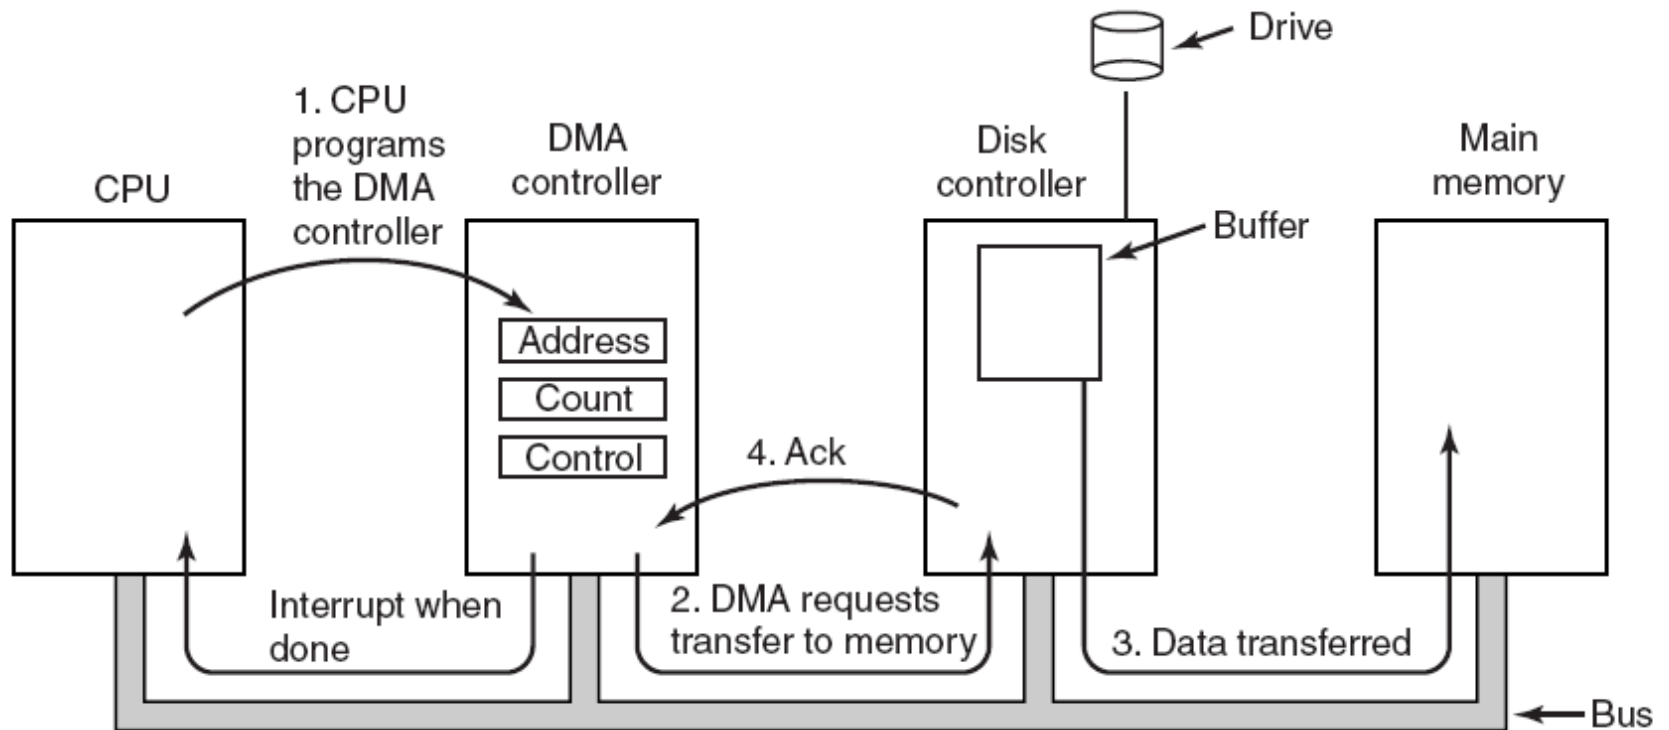 Drive
1. CPU
programs
the DMA
controller
DMA
controller
Disk
controller
Main
memory
CPU
Buffer
Address
Count
Control
4. Ack
Interrupt when
done
2. DMA requests
transfer to memory
3. Data transferred
Bus